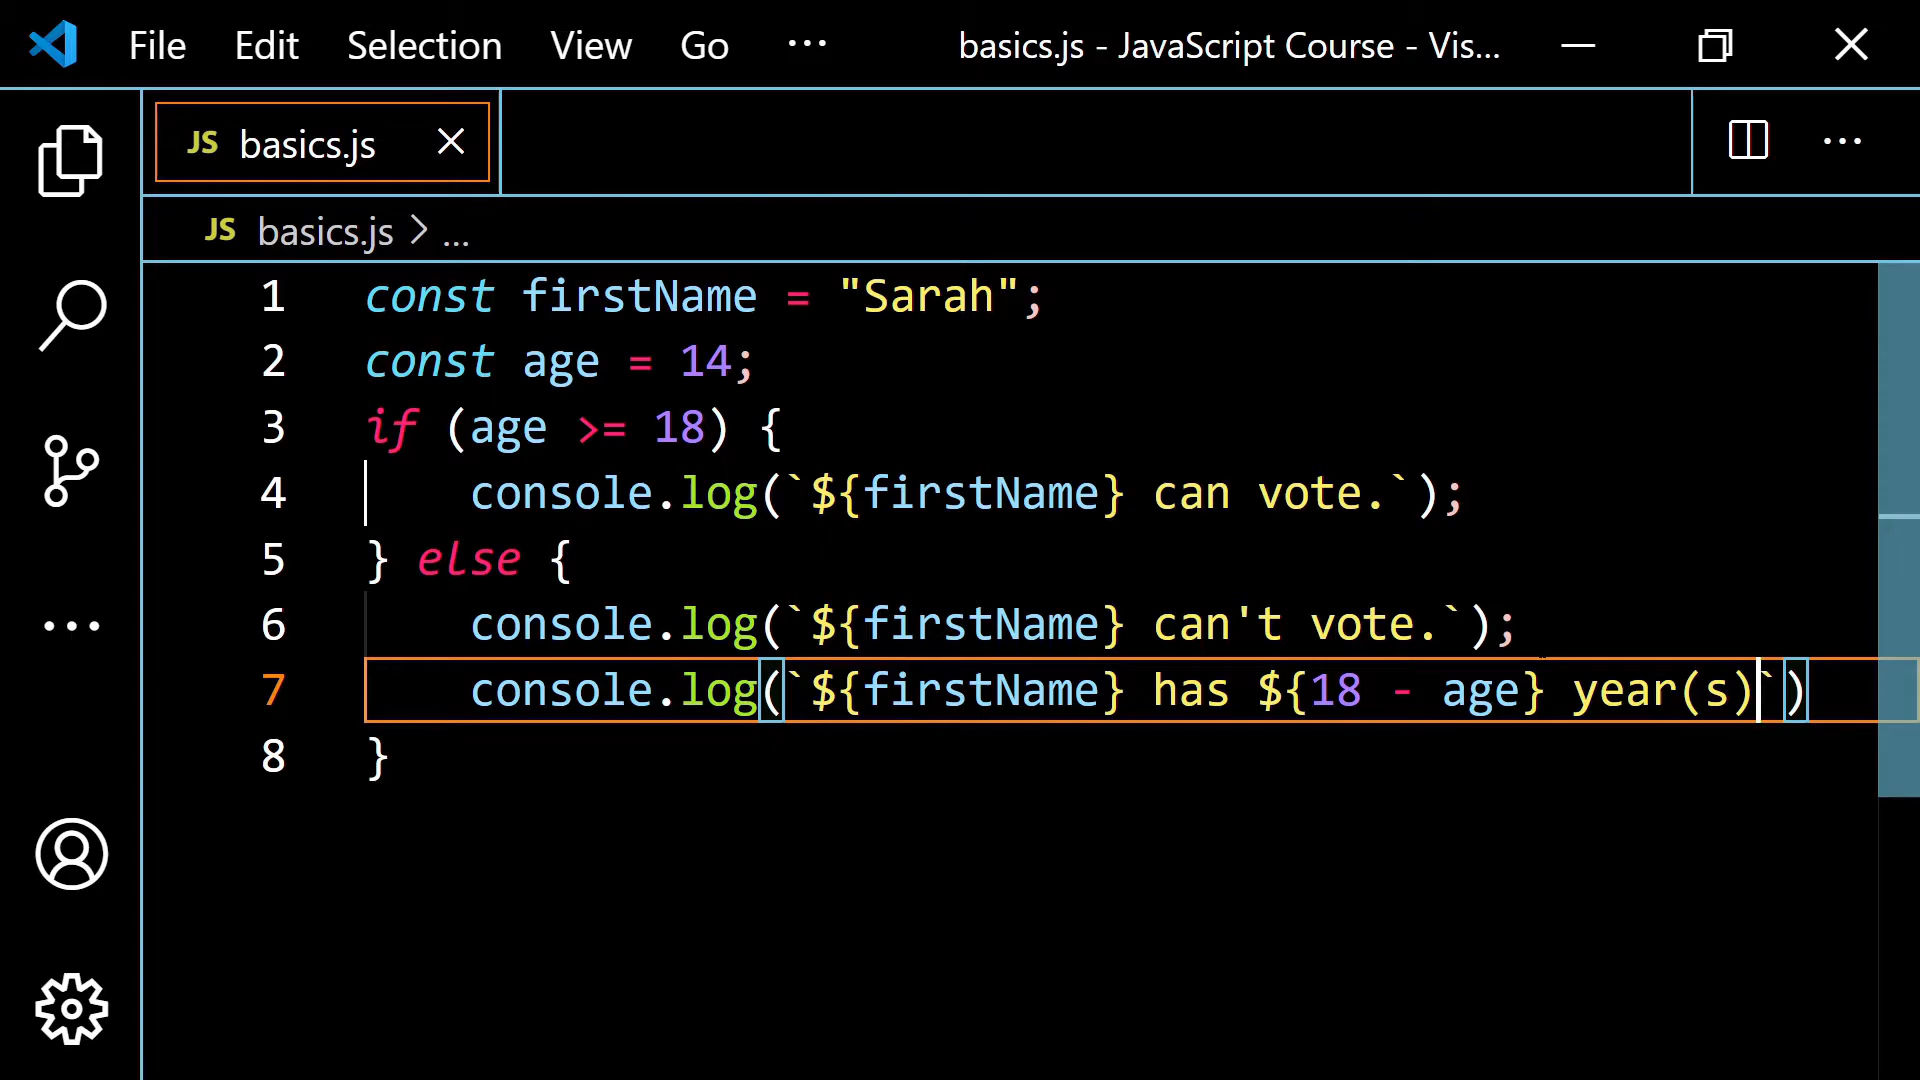 File Edit Selection View Go ... basics.js - JavaScript Course - Vis...
JS basics.js
JS basics.js > ...
1 const firstName = "Sarah";
2 const age = 14;
3 if (age >= 18) {
4     console.log(`${firstName} can vote.`);
5 } else {
6     console.log(`${firstName} can't vote.`);
7     console.log(`${firstName} has ${18 - age} year(s)`)
8 }